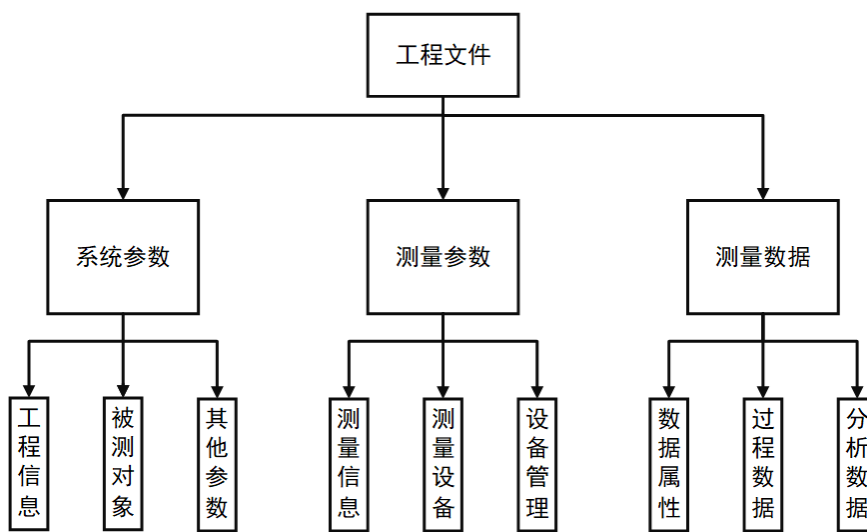 工程文件
系统参数
测量参数
测量数据
工程信息
被测对象
其他参数
测量信息
测量设备
设备管理
数据属性
过程数据
分析数据